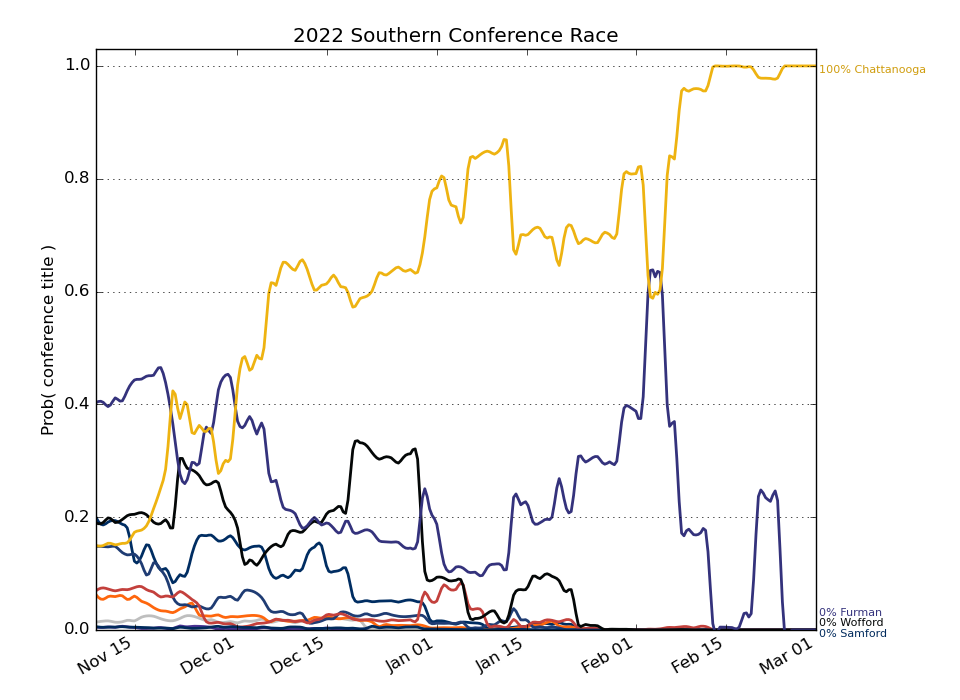 2022 Southern Conference Race
Prob( conference title )
1.0
0.8
0.6
0.4
0.2
0.0
100% Chattanooga
0% Furman
0% Wofford
0% Samford
Nov 15
Dec 01
Dec 15
Jan 01
Jan 15
Feb 01
Feb 15
Mar 01